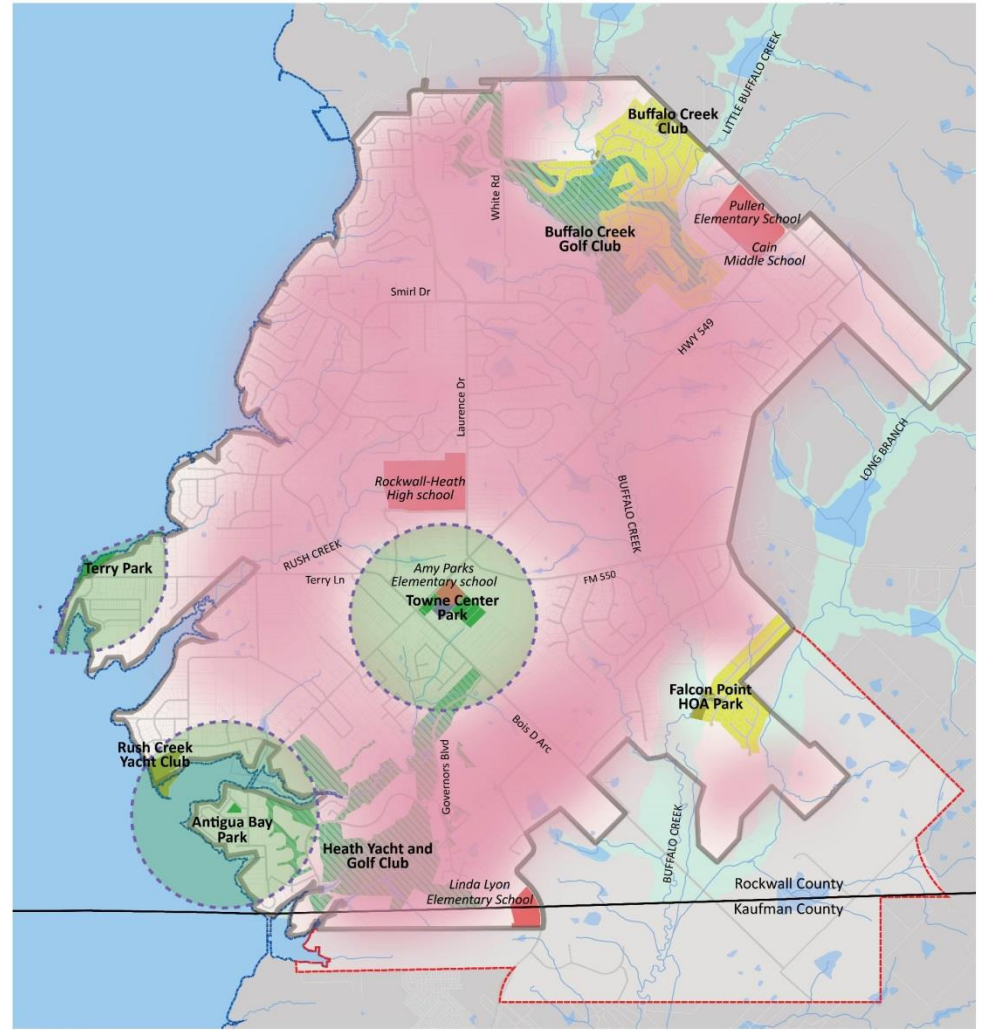 Buffalo Creek
Club
LITTLE BUFFALO CREEK
White Rd
Pullen
Elementary School
Buffalo Creek
Golf Club
Cain
Middle School
Smirl Dr
HWY 549
Laurence Dr
LONG BRANCH
Rockwall-Heath
High school
BUFFALO CREEK
RUSH CREEK
Terry Park
Terry Ln
Amy Parks
Elementary school
FM 550
Towne Center
Park
Falcon Point
HOA Park
Bois D Arc
Rush Creek
Yacht Club
Governors Blvd
Antigua Bay
Park
Heath Yacht and
Golf Club
BUFFALO CREEK
Linda Lyon
Elementary School
Rockwall County
Kaufman County